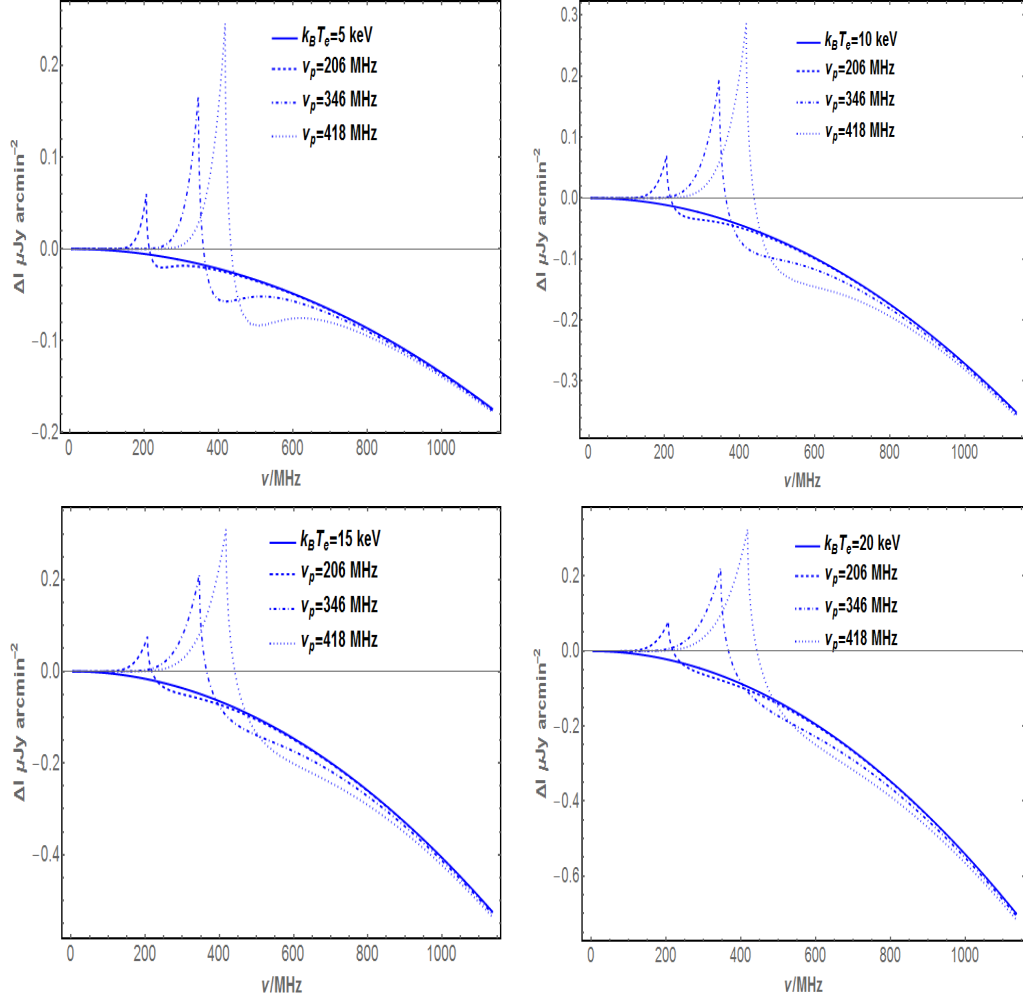 k_BT_e=5 keV
ν_p=206 MHz
ν_p=346 MHz
ν_p=418 MHz
ΔI μJy arcmin⁻²
0.2
0.1
0.0
−0.1
−0.2
0 200 400 600 800 1000
ν/MHz
k_BT_e=10 keV
ν_p=206 MHz
ν_p=346 MHz
ν_p=418 MHz
ΔI μJy arcmin⁻²
0.3
0.2
0.1
0.0
−0.1
−0.2
−0.3
0 200 400 600 800 1000
ν/MHz
k_BT_e=15 keV
ν_p=206 MHz
ν_p=346 MHz
ν_p=418 MHz
ΔI μJy arcmin⁻²
0.2
0.0
−0.2
−0.4
0 200 400 600 800 1000
ν/MHz
k_BT_e=20 keV
ν_p=206 MHz
ν_p=346 MHz
ν_p=418 MHz
ΔI μJy arcmin⁻²
0.2
0.0
−0.2
−0.4
−0.6
0 200 400 600 800 1000
ν/MHz